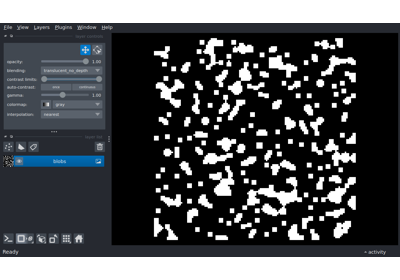 File View Layers Plugins Window Help
opacity: 1.00
blending: translucent_no_depth
contrast limits:
auto-contrast: once continuous
gamma: 1.00
colormap: gray
interpolation: nearest
blobs
Ready activity